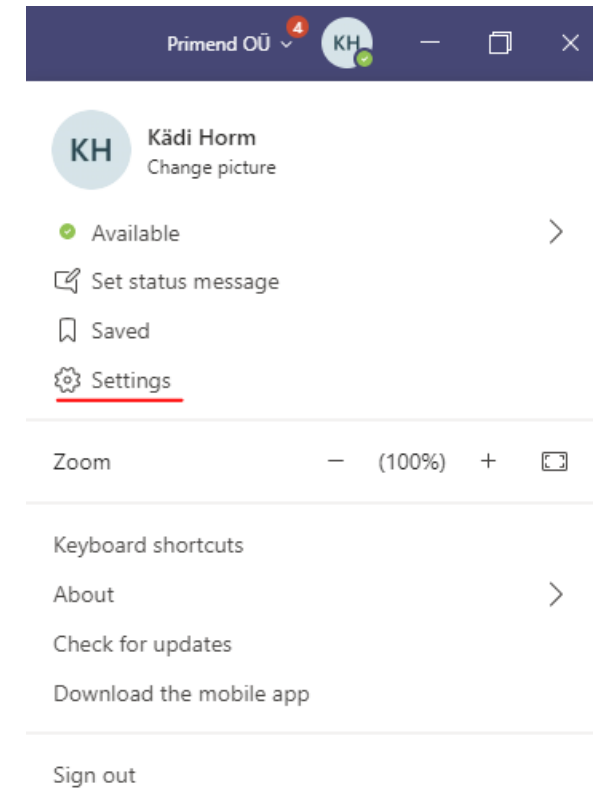 Primend OÜ 4 KH
KH Kädi Horm
Change picture
Available
Set status message
Saved
Settings
Zoom (100%)
Keyboard shortcuts
About
Check for updates
Download the mobile app
Sign out